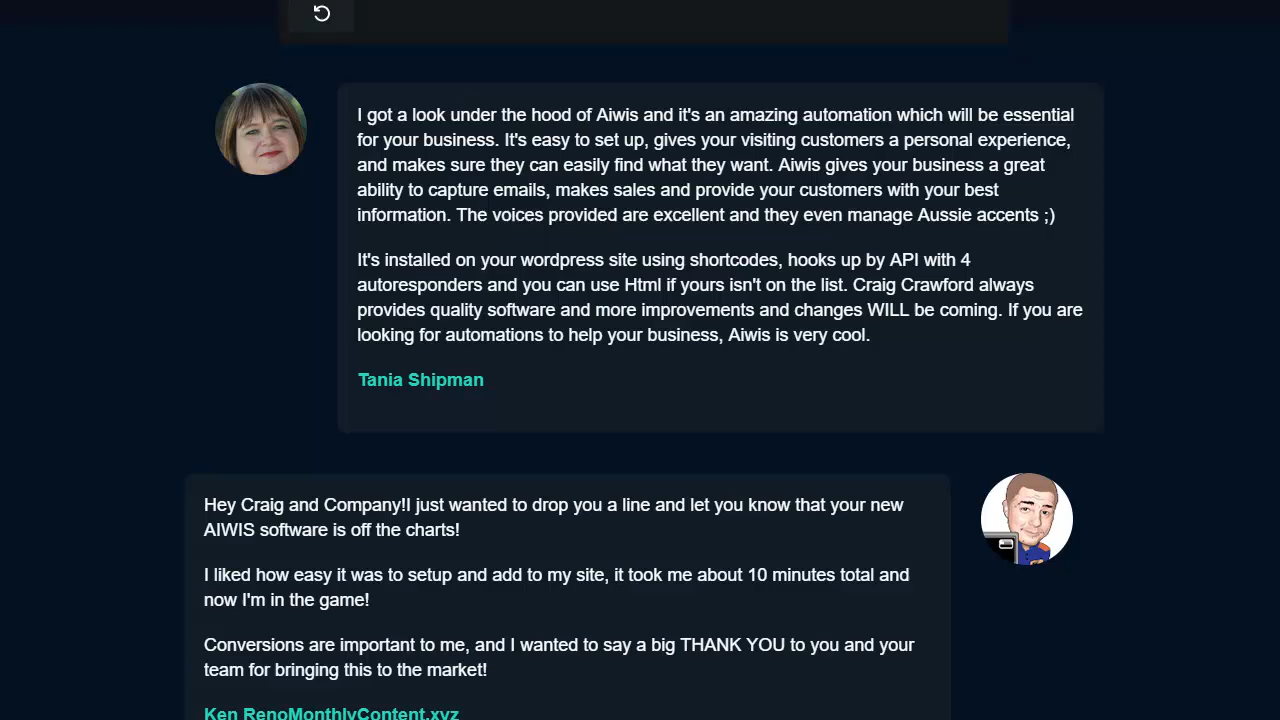 I got a look under the hood of Aiwis and it's an amazing automation which will be essential
for your business. It's easy to set up, gives your visiting customers a personal experience,
and makes sure they can easily find what they want. Aiwis gives your business a great
ability to capture emails, makes sales and provide your customers with your best
information. The voices provided are excellent and they even manage Aussie accents ;)
It's installed on your wordpress site using shortcodes, hooks up by API with 4
autoresponders and you can use Html if yours isn't on the list. Craig Crawford always
provides quality software and more improvements and changes WILL be coming. If you are
looking for automations to help your business, Aiwis is very cool.
Tania Shipman
Hey Craig and Company!I just wanted to drop you a line and let you know that your new
AIWIS software is off the charts!
I liked how easy it was to setup and add to my site, it took me about 10 minutes total and
now I'm in the game!
Conversions are important to me, and I wanted to say a big THANK YOU to you and your
team for bringing this to the market!
Ken RenoMonthlyContent.xyz